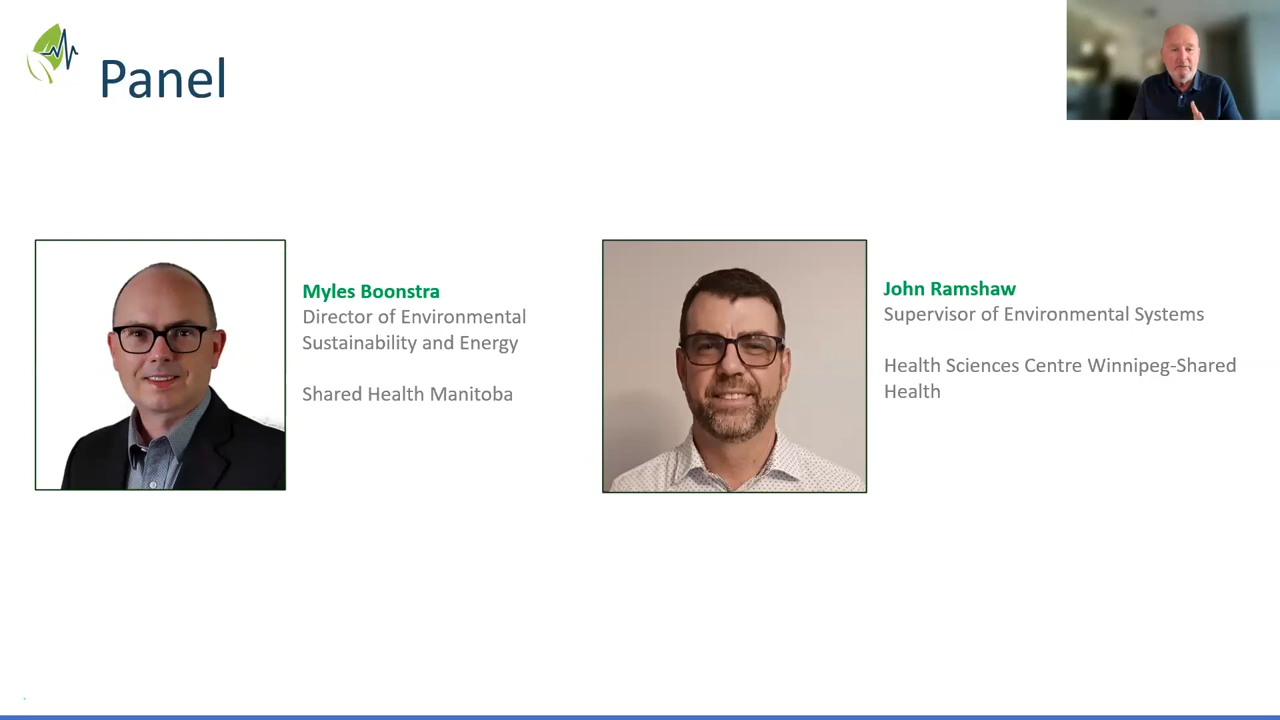 Panel
Myles Boonstra
Director of Environmental
Sustainability and Energy
Shared Health Manitoba
John Ramshaw
Supervisor of Environmental Systems
Health Sciences Centre Winnipeg-Shared
Health